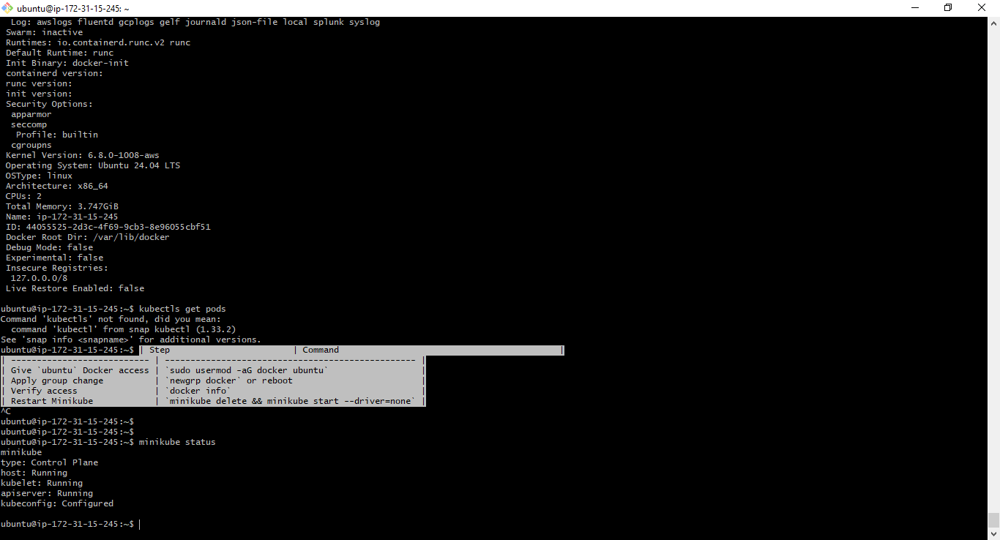 ubuntu@ip-172-31-15-245: ~
Log: awslogs fluentd gcplogs gelf journald json-file local splunk syslog
Swarm: inactive
Runtimes: io.containerd.runc.v2 runc
Default Runtime: runc
Init Binary: docker-init
containerd version:
runc version:
init version:
Security Options:
apparmor
seccomp
Profile: builtin
cgroupns
Kernel Version: 6.8.0-1008-aws
Operating System: Ubuntu 24.04 LTS
OSType: linux
Architecture: x86_64
CPUs: 2
Total Memory: 3.747GiB
Name: ip-172-31-15-245
ID: 44055525-2d3c-4f69-9cb3-8e96055cbf51
Docker Root Dir: /var/lib/docker
Debug Mode: false
Experimental: false
Insecure Registries:
127.0.0.0/8
Live Restore Enabled: false
ubuntu@ip-172-31-15-245:~$ kubectls get pods
Command 'kubectls' not found, did you mean:
command 'kubectl' from snap kubectl (1.33.2)
See 'snap info <snapname>' for additional versions.
ubuntu@ip-172-31-15-245:~$ | Step | Command |
| --------------------------- | ------------------------------------------------- |
| Give `ubuntu` Docker access | `sudo usermod -aG docker ubuntu` |
| Apply group change | `newgrp docker` or reboot |
| Verify access | `docker info` |
| Restart Minikube | `minikube delete && minikube start --driver=none` |
^C
ubuntu@ip-172-31-15-245:~$
ubuntu@ip-172-31-15-245:~$
ubuntu@ip-172-31-15-245:~$ minikube status
minikube
type: Control Plane
host: Running
kubelet: Running
apiserver: Running
kubeconfig: Configured
ubuntu@ip-172-31-15-245:~$